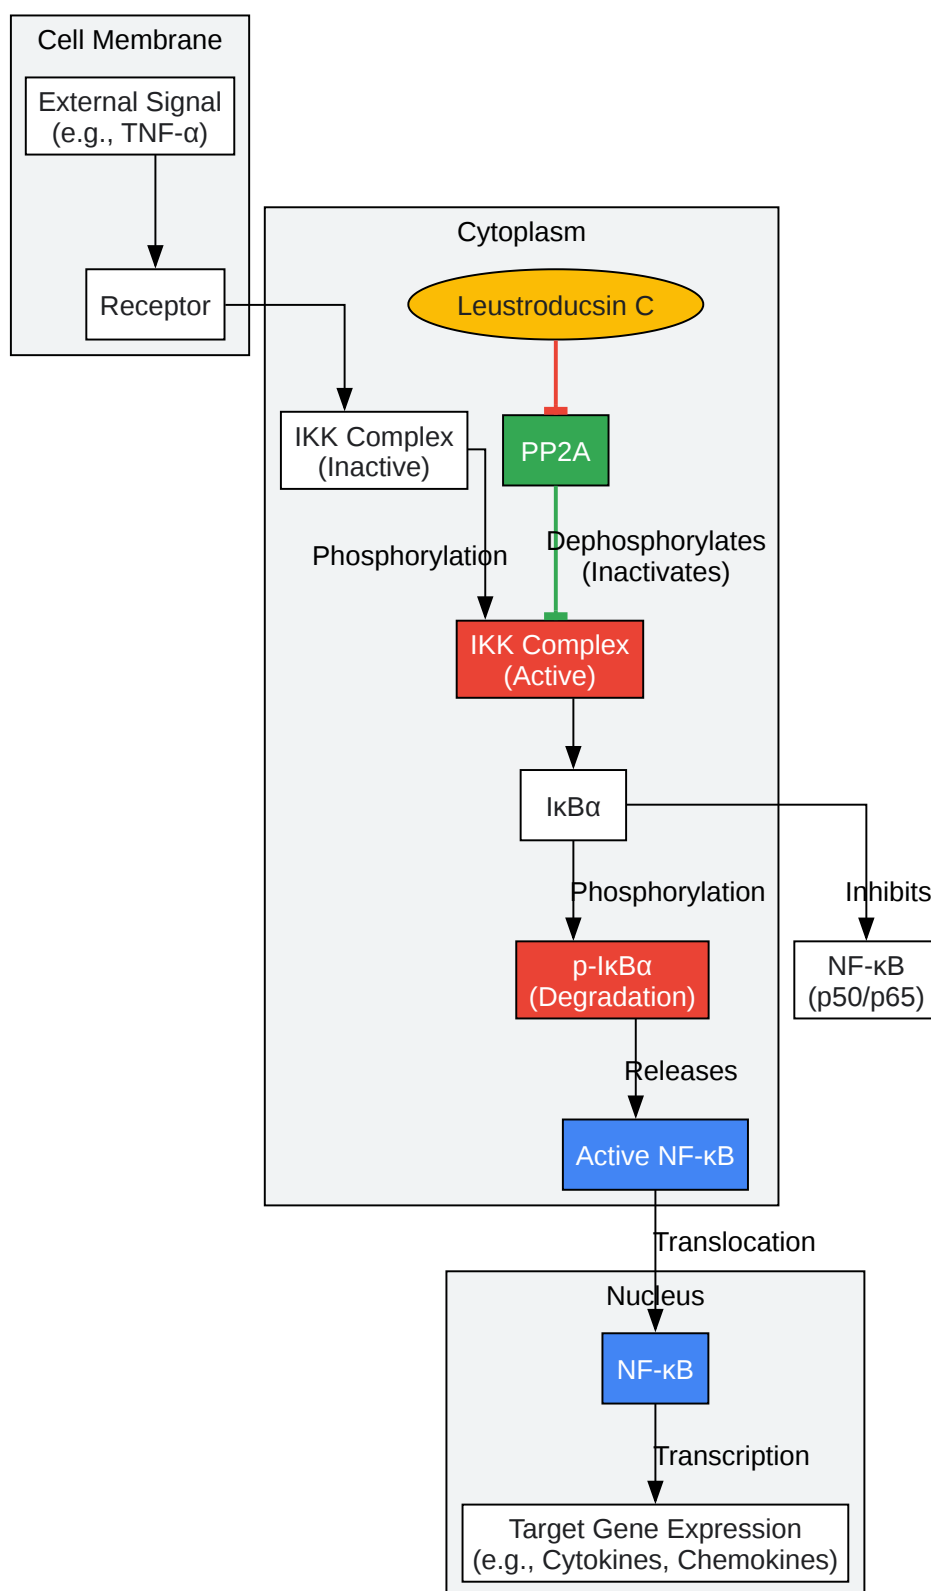 Cell Membrane
External Signal
(e.g., TNF-α)
Receptor
Cytoplasm
Leustroducsin C
IKK Complex
(Inactive)
PP2A
Phosphorylation
Dephosphorylates
(Inactivates)
IKK Complex
(Active)
IκBα
Phosphorylation
Inhibits
p-IκBα
(Degradation)
NF-κB
(p50/p65)
Releases
Active NF-κB
Translocation
Nucleus
NF-κB
Transcription
Target Gene Expression
(e.g., Cytokines, Chemokines)